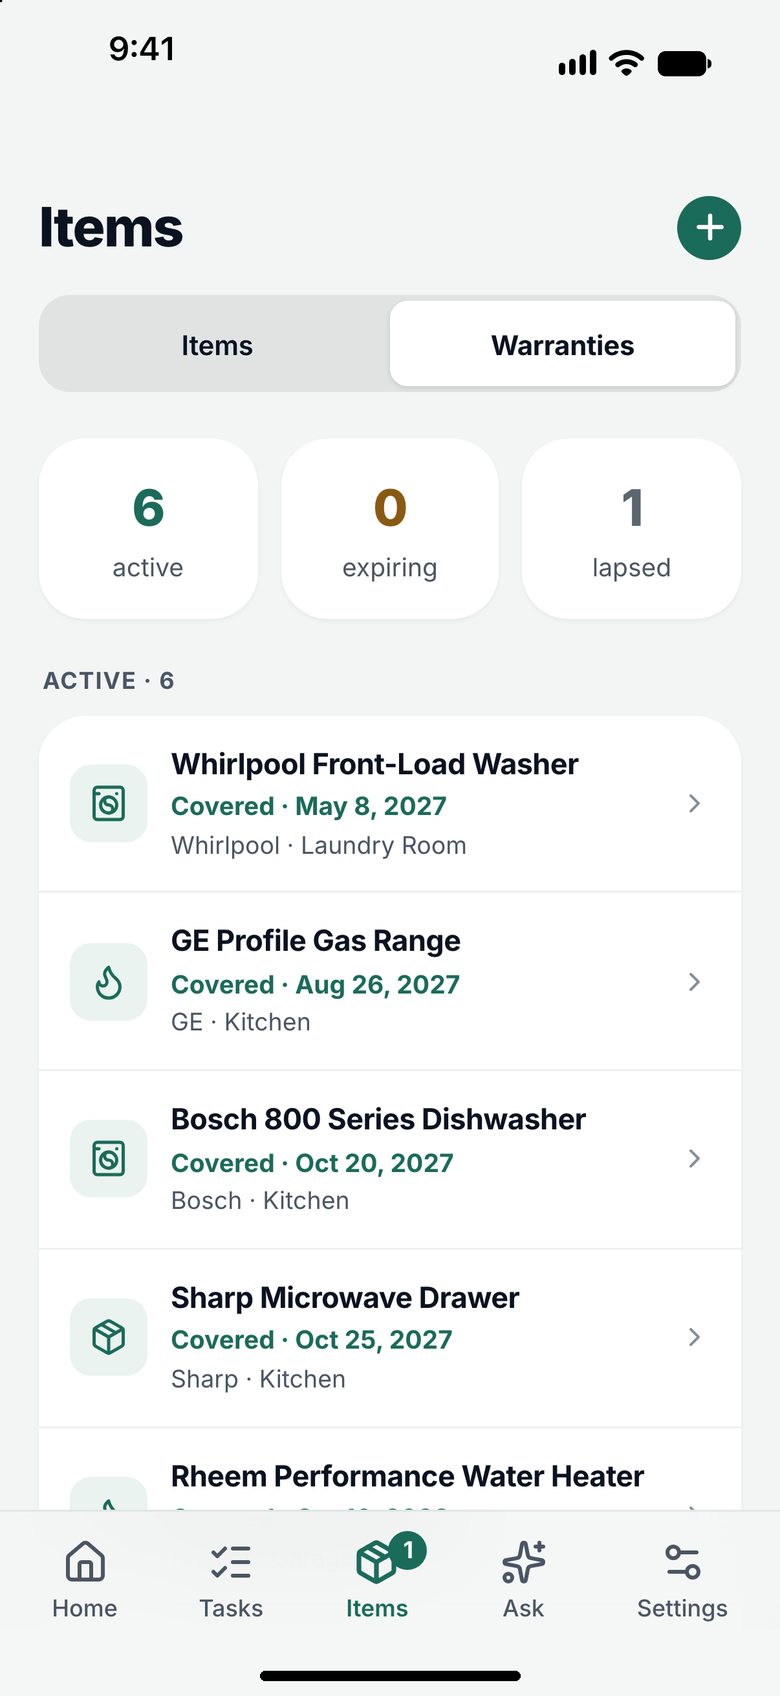 9:41
Items
Items
Warranties
6
active
0
expiring
1
lapsed
ACTIVE · 6
Whirlpool Front-Load Washer
Covered · May 8, 2027
Whirlpool · Laundry Room
GE Profile Gas Range
Covered · Aug 26, 2027
GE · Kitchen
Bosch 800 Series Dishwasher
Covered · Oct 20, 2027
Bosch · Kitchen
Sharp Microwave Drawer
Covered · Oct 25, 2027
Sharp · Kitchen
Rheem Performance Water Heater
1
Home
Tasks
Items
Ask
Settings